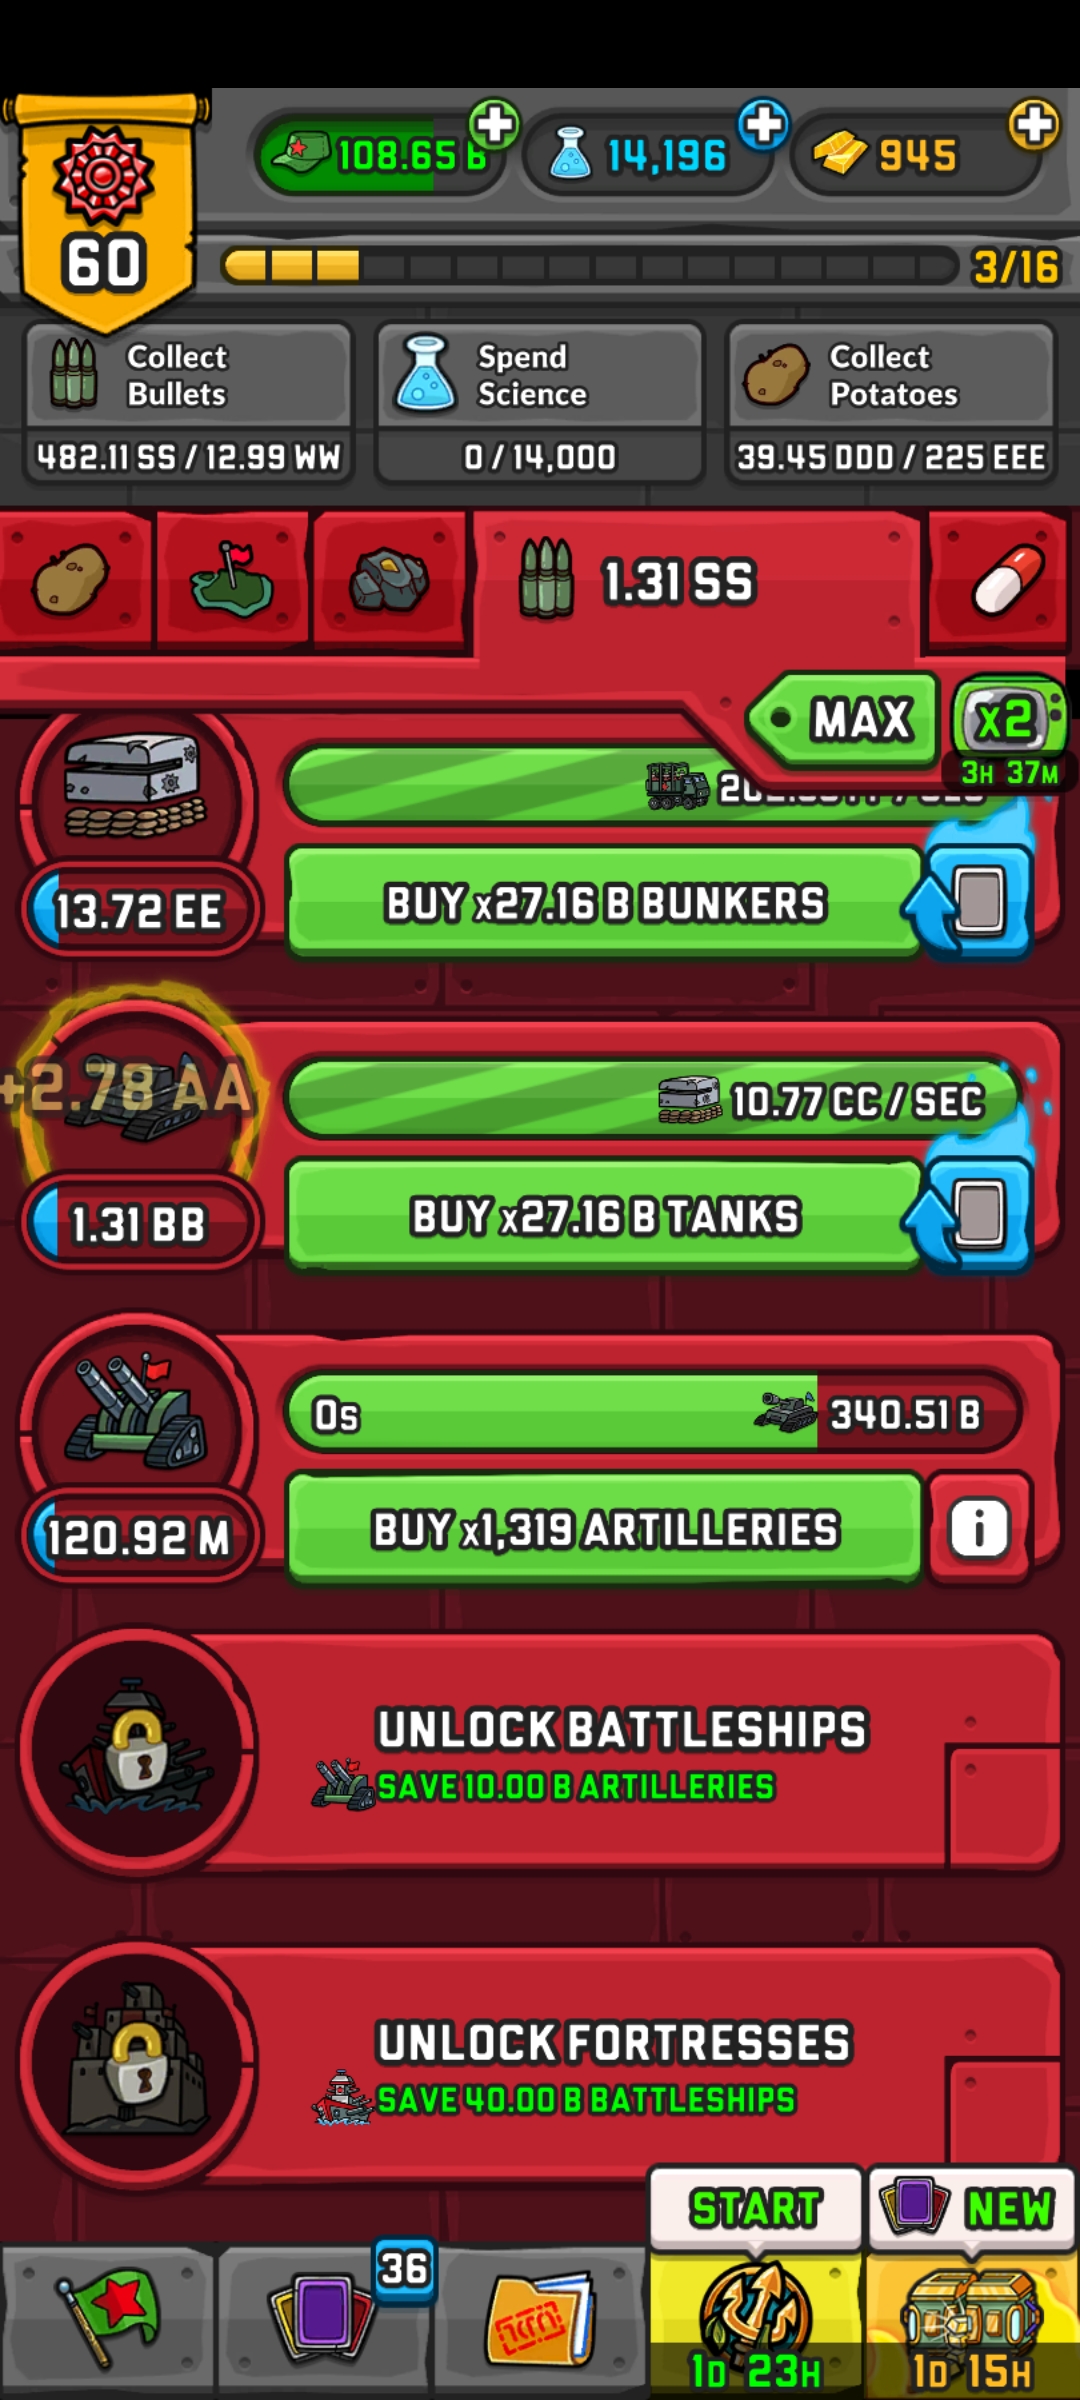 108.65 B
14,196
945
60
3/16
Collect
Bullets
482.11 SS / 12.99 WW
Spend
Science
0 / 14,000
Collect
Potatoes
39.45 DDD / 225 EEE
1.31 SS
MAX
x2
3H 37M
13.72 EE
BUY x27.16 B BUNKERS
+2.78 AA
10.77 CC / SEC
1.31 BB
BUY x27.16 B TANKS
0s
340.51 B
120.92 M
BUY x1,319 ARTILLERIES
i
UNLOCK BATTLESHIPS
SAVE 10.00 B ARTILLERIES
UNLOCK FORTRESSES
SAVE 40.00 B BATTLESHIPS
START
NEW
36
1D 23H
1D 15H